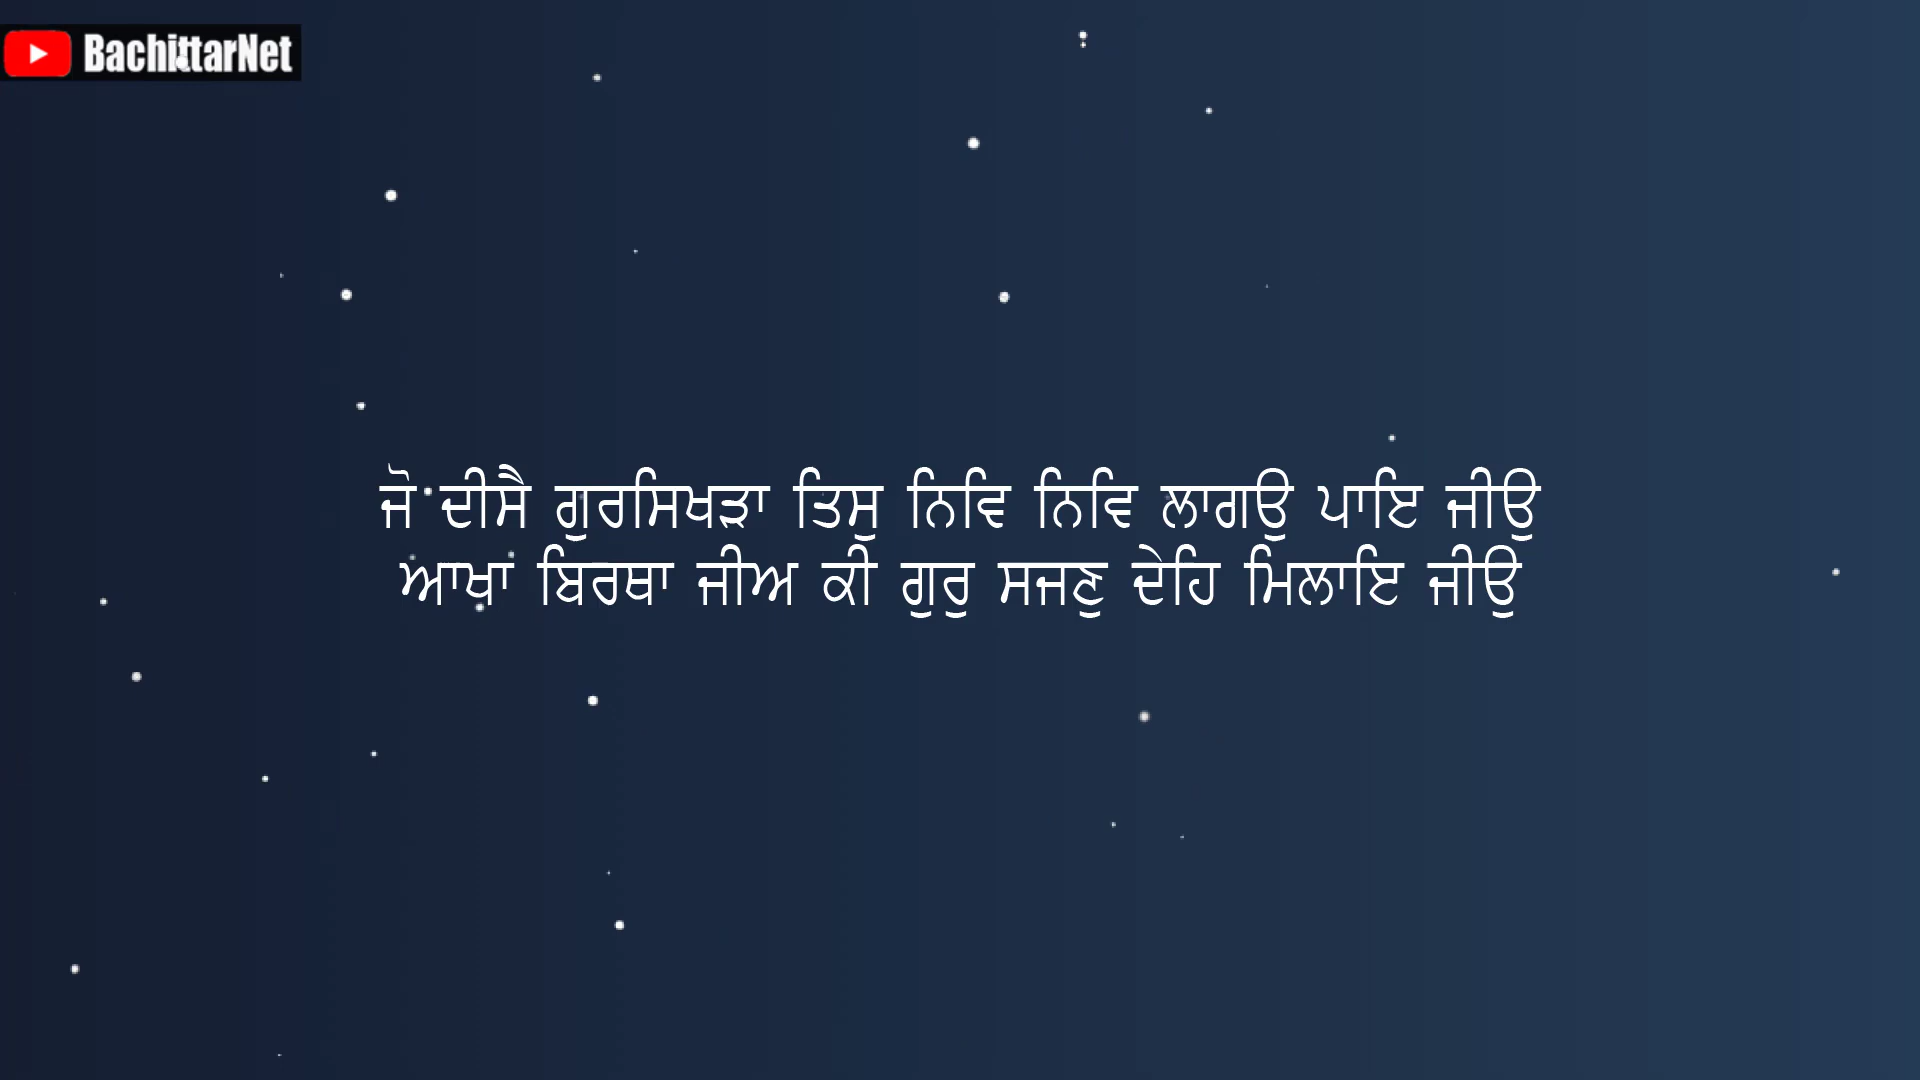 BachittarNet
ਜੋ ਦੀਸੈ ਗੁਰਸਿਖੜਾ ਤਿਸੁ ਨਿਵਿ ਨਿਵਿ ਲਾਗਉ ਪਾਇ ਜੀਉ
ਆਖਾਂ ਬਿਰਥਾ ਜੀਅ ਕੀ ਗੁਰੁ ਸਜਣੁ ਦੇਹਿ ਮਿਲਾਇ ਜੀਉ